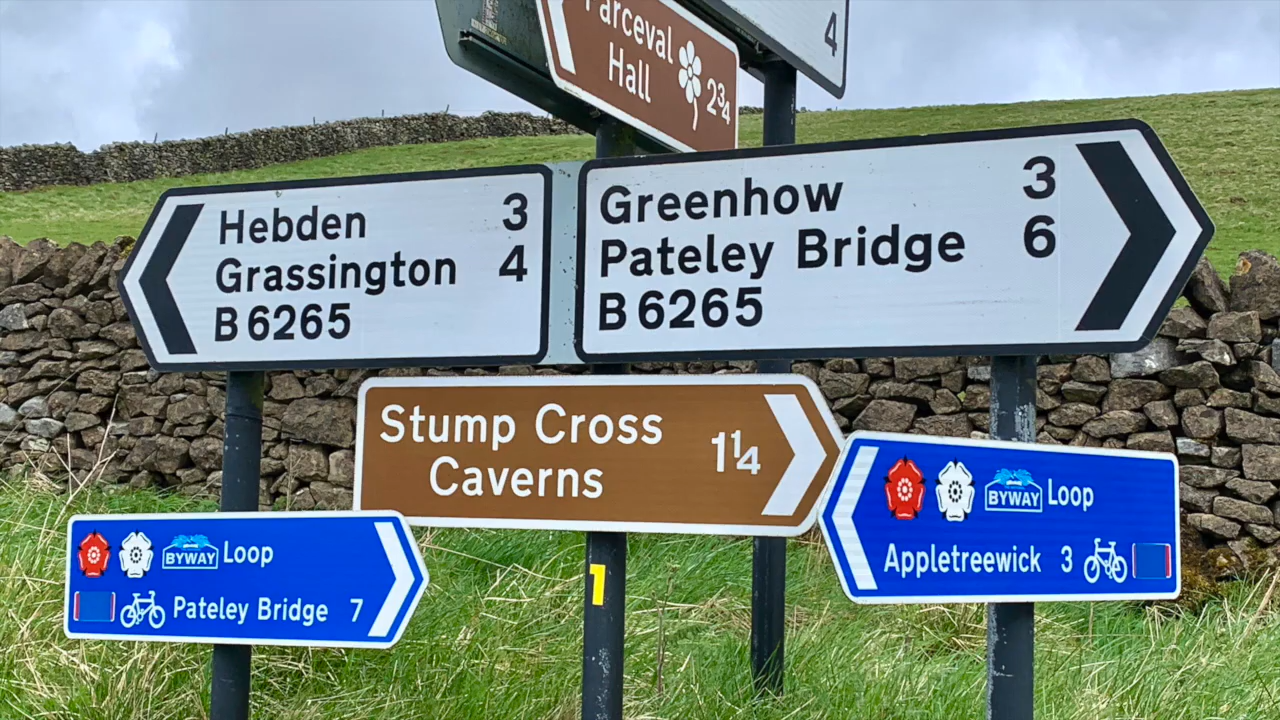 4
Parceval
Hall 2¾
Hebden 3
Grassington 4
B 6265
Greenhow 3
Pateley Bridge 6
B 6265
Stump Cross
Caverns 1¼
BYWAY Loop
Pateley Bridge 7
BYWAY Loop
Appletreewick 3
1